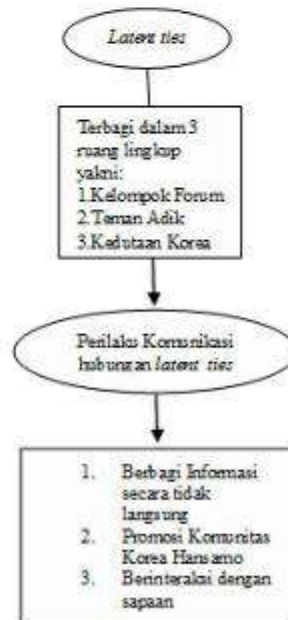 Latent ties
Terbagi dalam 3
ruang lingkup
yakni:
1.Kelompok Forum
2.Teman Adik
3.Kedutaan Korea
Perilaku Komunikasi
hubungan latent ties
1. Berbagi Informasi
secara tidak
langsung
2. Promosi Komunitas
Korea Hansamo
3. Berinteraksi dengan
sapaan